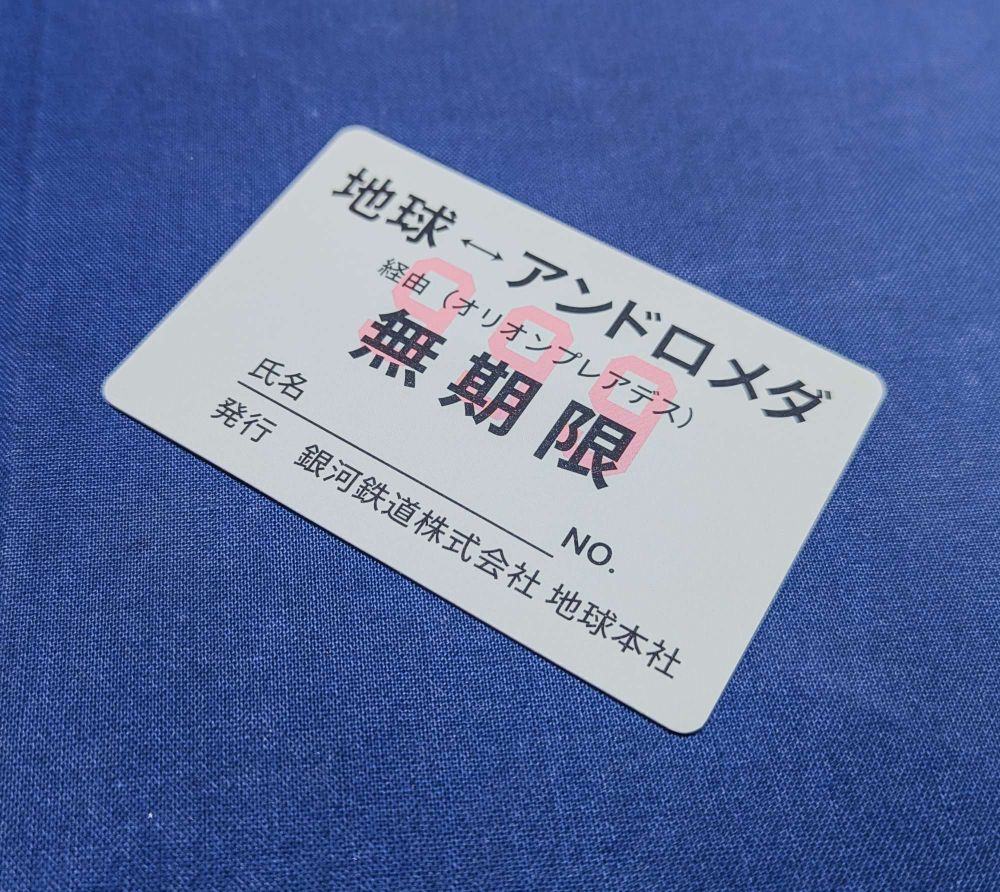 地球↔アンドロメダ
経由（オリオンプレアデス）
999
無期限
氏名 NO.
発行 銀河鉄道株式会社 地球本社